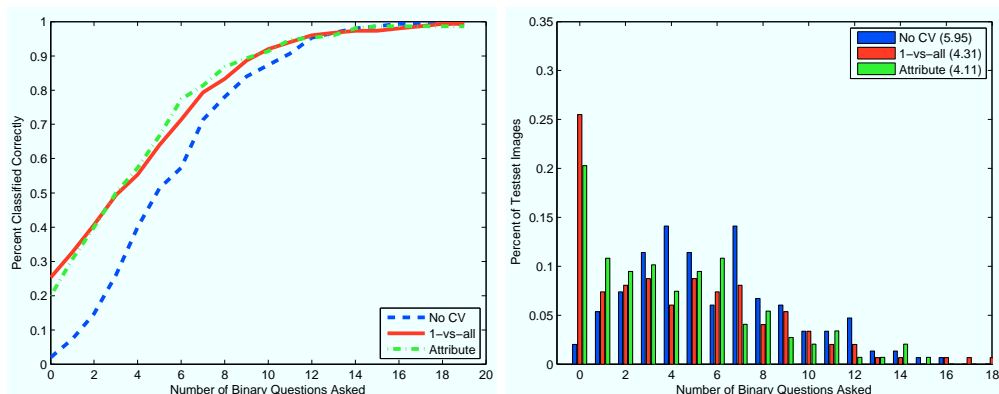 1
0.9
0.8
0.7
0.6
0.5
0.4
0.3
0.2
0.1
0
0 2 4 6 8 10 12 14 16 18 20
Percent Classified Correctly
Number of Binary Questions Asked
No CV
1−vs−all
Attribute
0.35
0.3
0.25
0.2
0.15
0.1
0.05
0
0 2 4 6 8 10 12 14 16 18
Percent of Testset Images
Number of Binary Questions Asked
No CV (5.95)
1−vs−all (4.31)
Attribute (4.11)